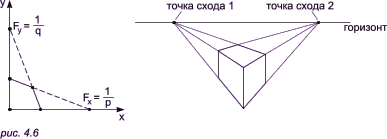 y
F_y = 1/q
F_x = 1/p
x
рис. 4.6
точка схода 1
точка схода 2
горизонт